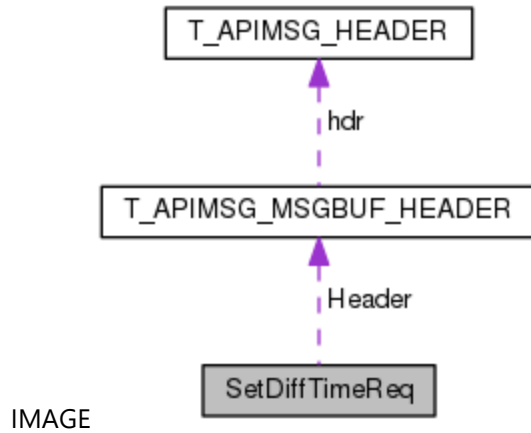 T_APIMSG_HEADER
hdr
T_APIMSG_MSGBUF_HEADER
Header
SetDiffTimeReq
IMAGE